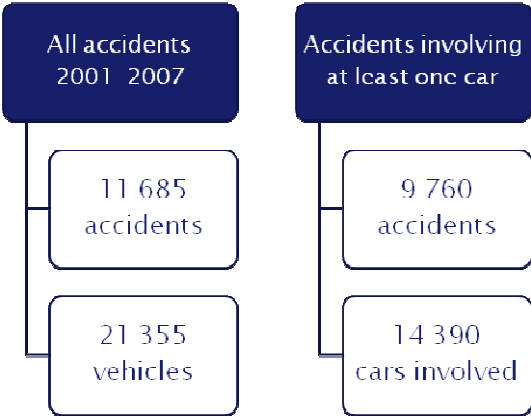 All accidents
2001 2007
11 685
accidents
21 355
vehicles
Accidents involving
at least one car
9 760
accidents
14 390
cars involved